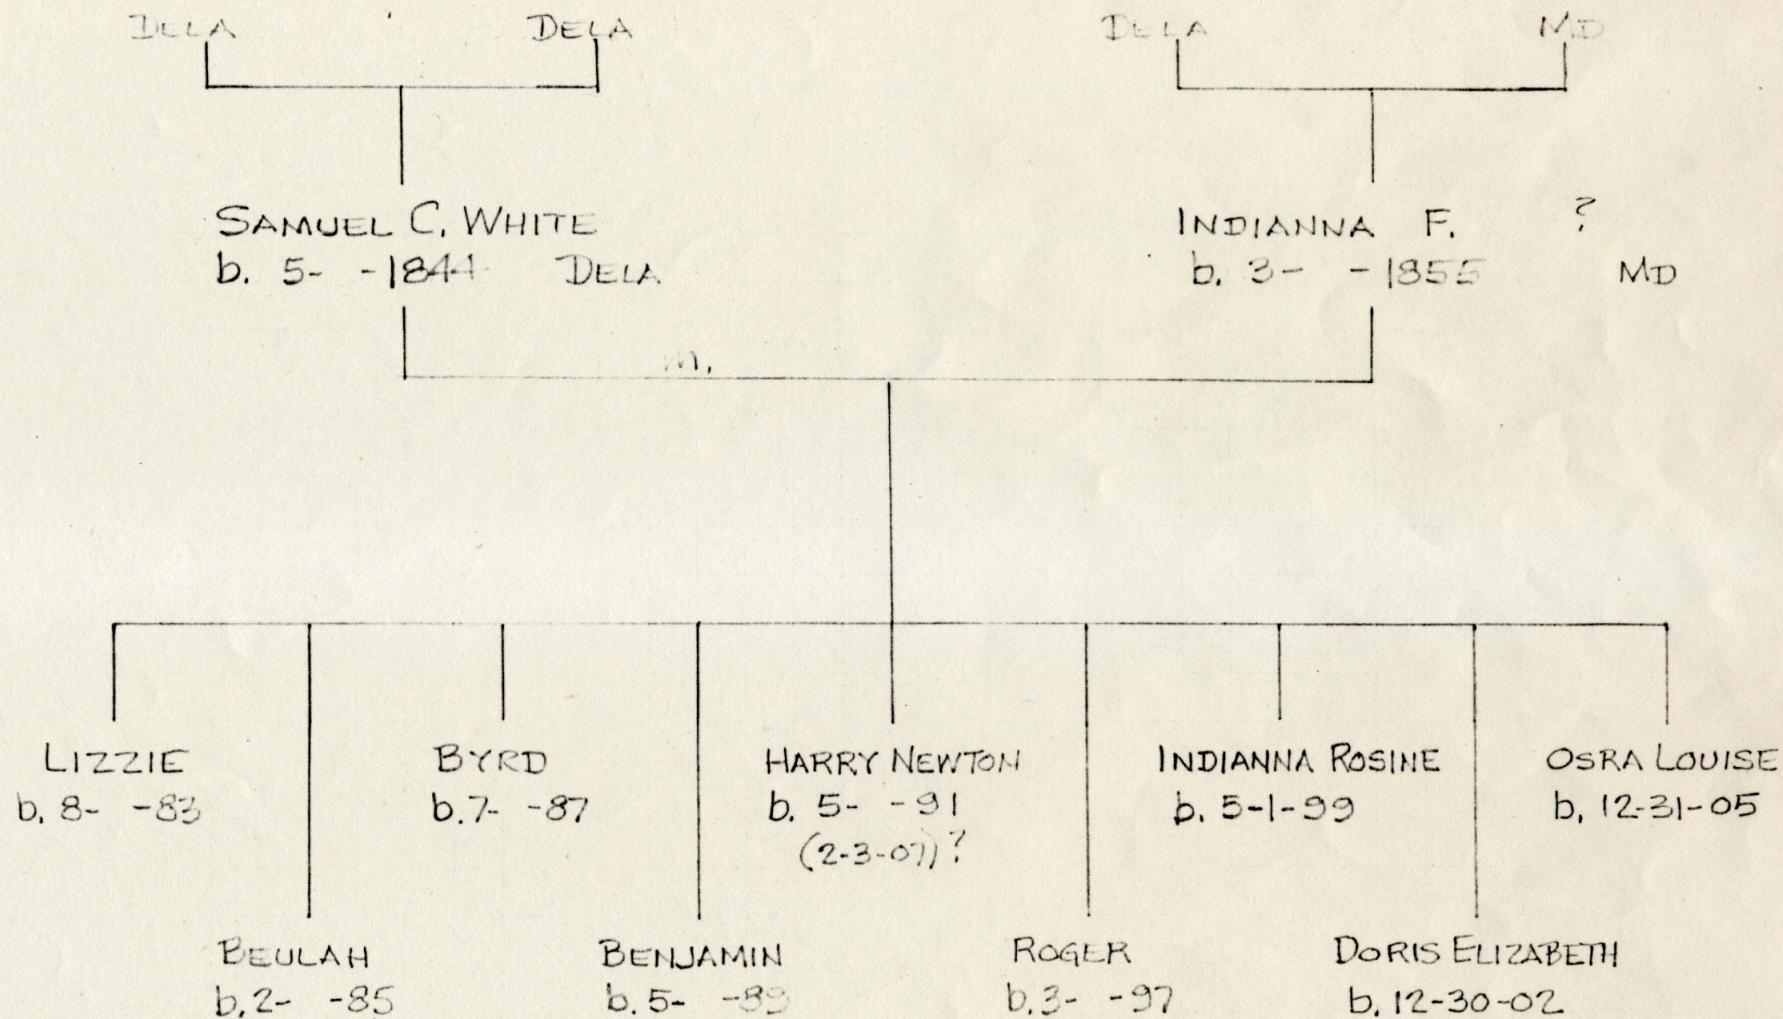 DELA DELA DELA MD
SAMUEL C. WHITE INDIANNA F. ?
b. 5- -1844 DELA b. 3- -1855 MD
m.
LIZZIE BYRD HARRY NEWTON INDIANNA ROSINE OSRA LOUISE
b. 8- -83 b. 7- -87 b. 5- -91 b. 5-1-99 b. 12-31-05
(2-3-07)?
BEULAH BENJAMIN ROGER DORIS ELIZABETH
b. 2- -85 b. 5- -89 b. 3- -97 b. 12-30-02